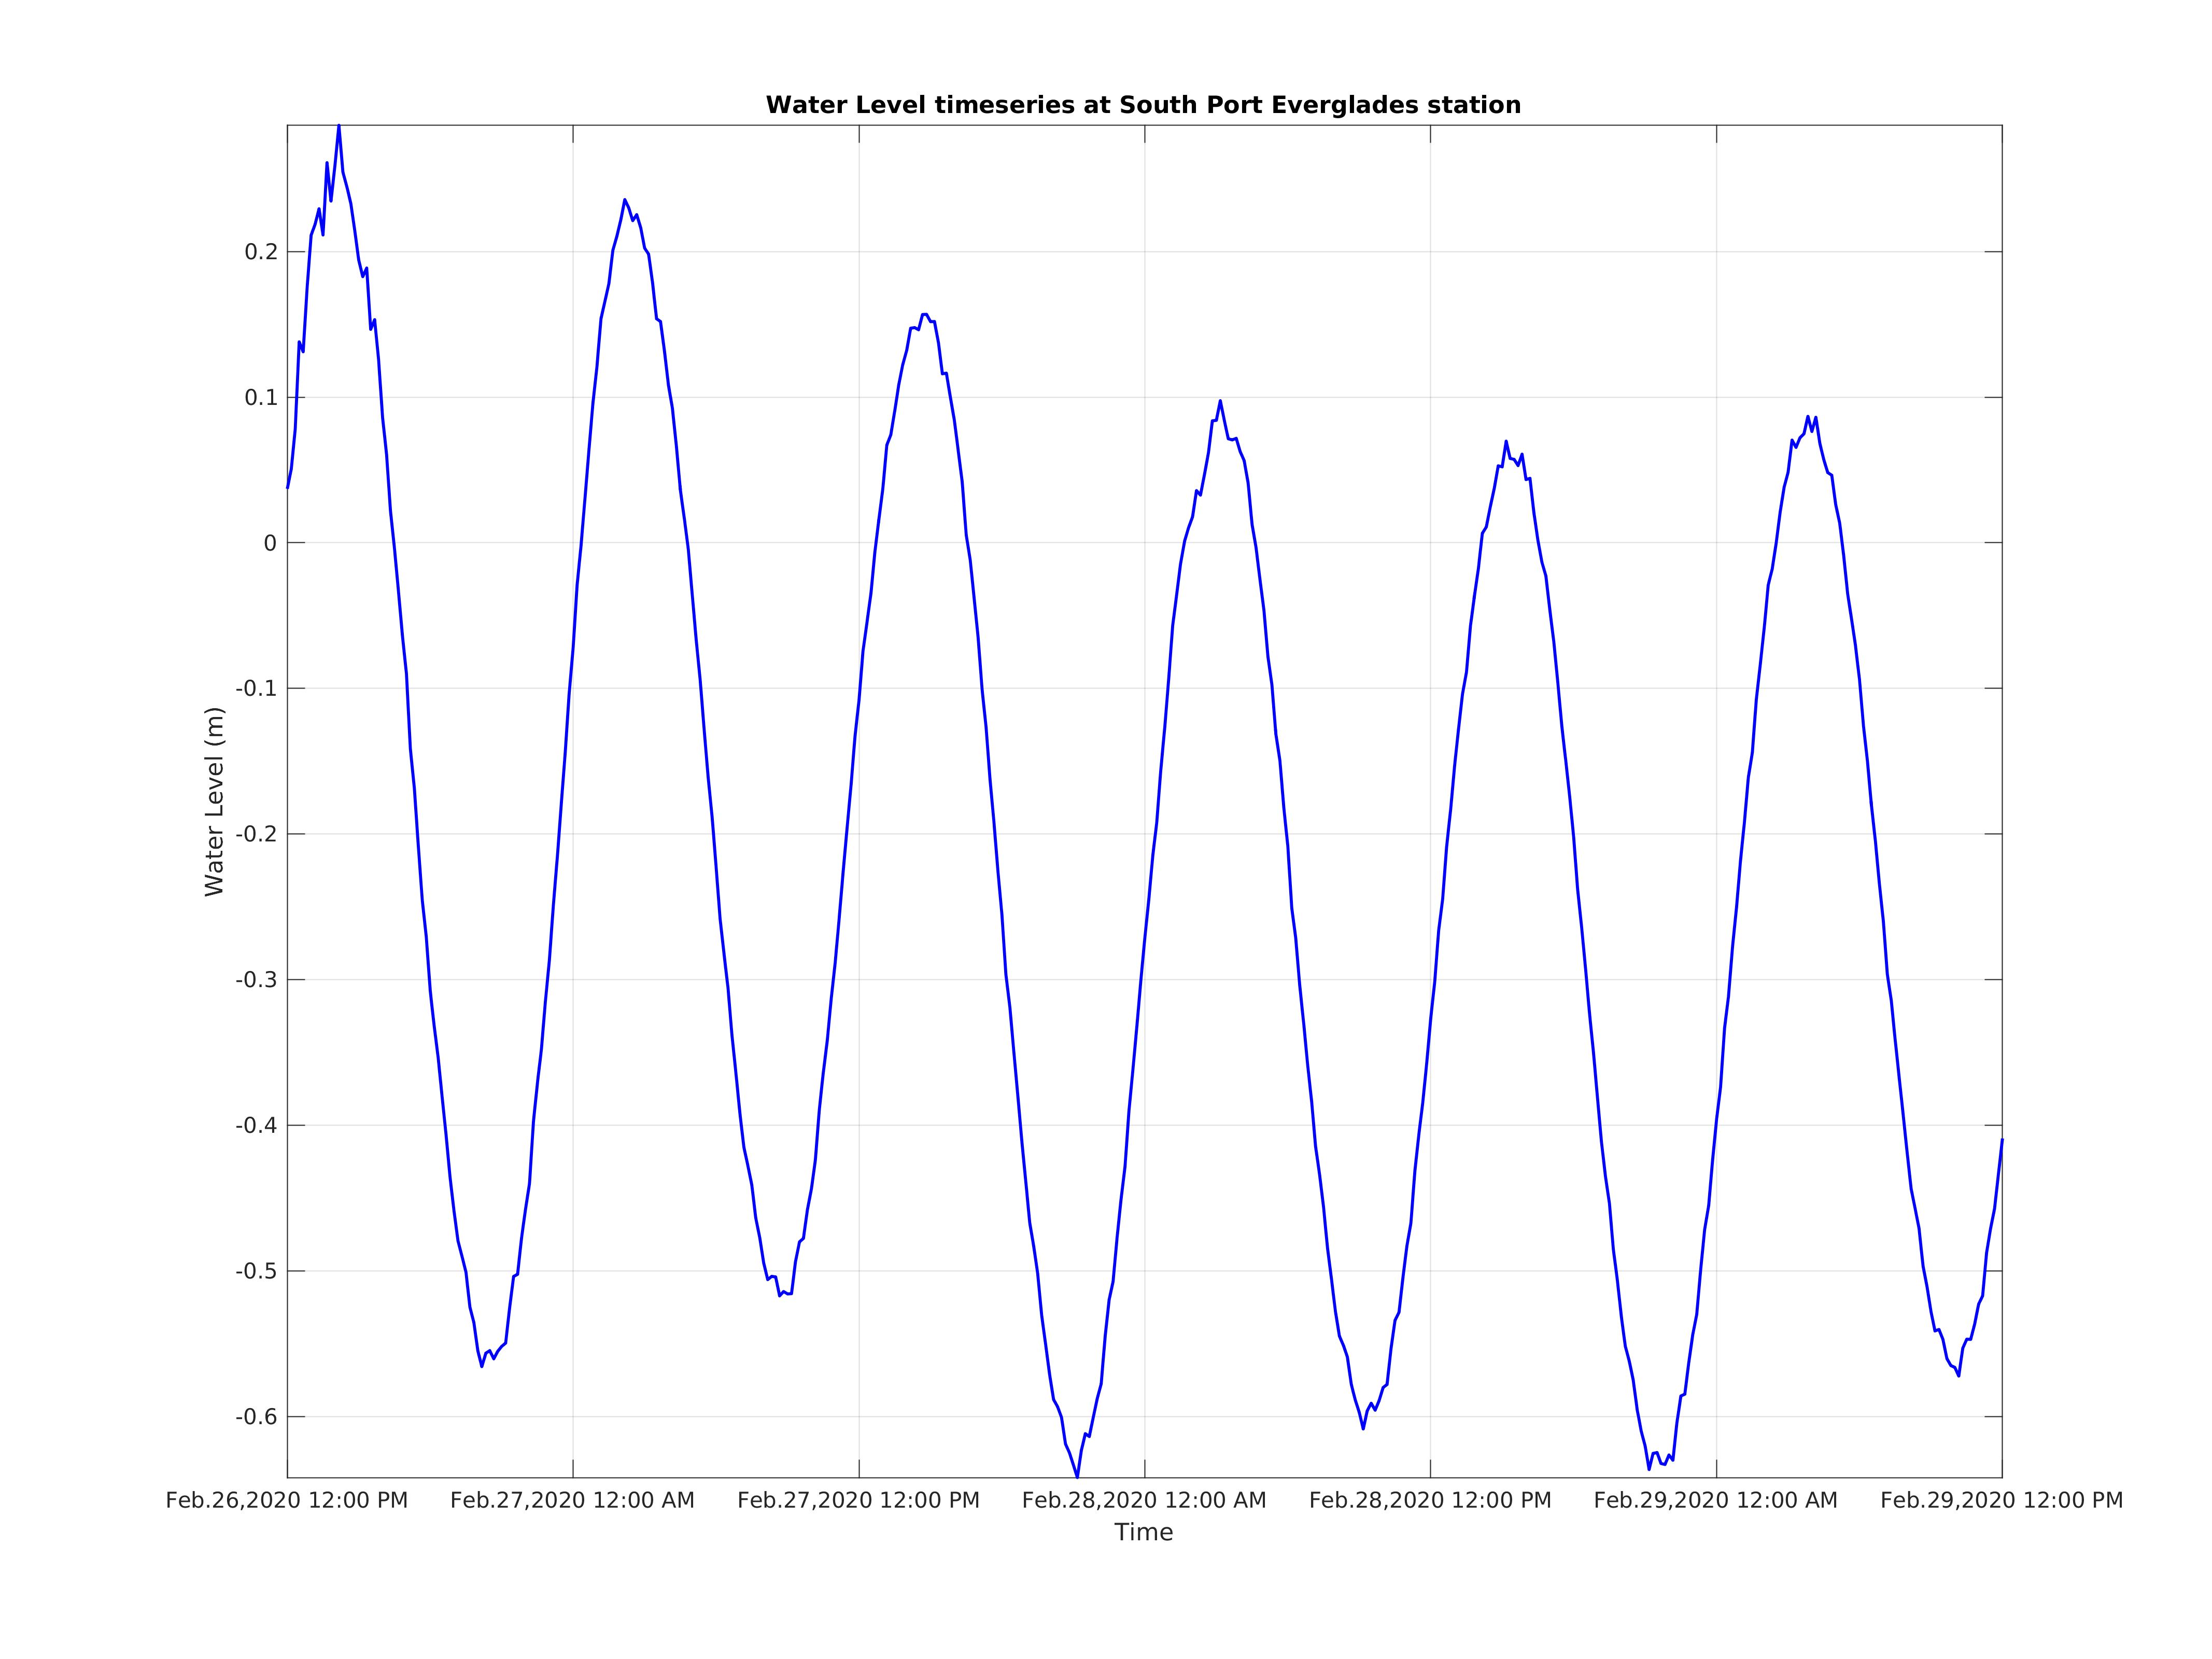 Water Level timeseries at South Port Everglades station
0.2
0.1
0
-0.1
-0.2
-0.3
-0.4
-0.5
-0.6
Water Level (m)
Feb.26,2020 12:00 PM
Feb.27,2020 12:00 AM
Feb.27,2020 12:00 PM
Feb.28,2020 12:00 AM
Feb.28,2020 12:00 PM
Feb.29,2020 12:00 AM
Feb.29,2020 12:00 PM
Time